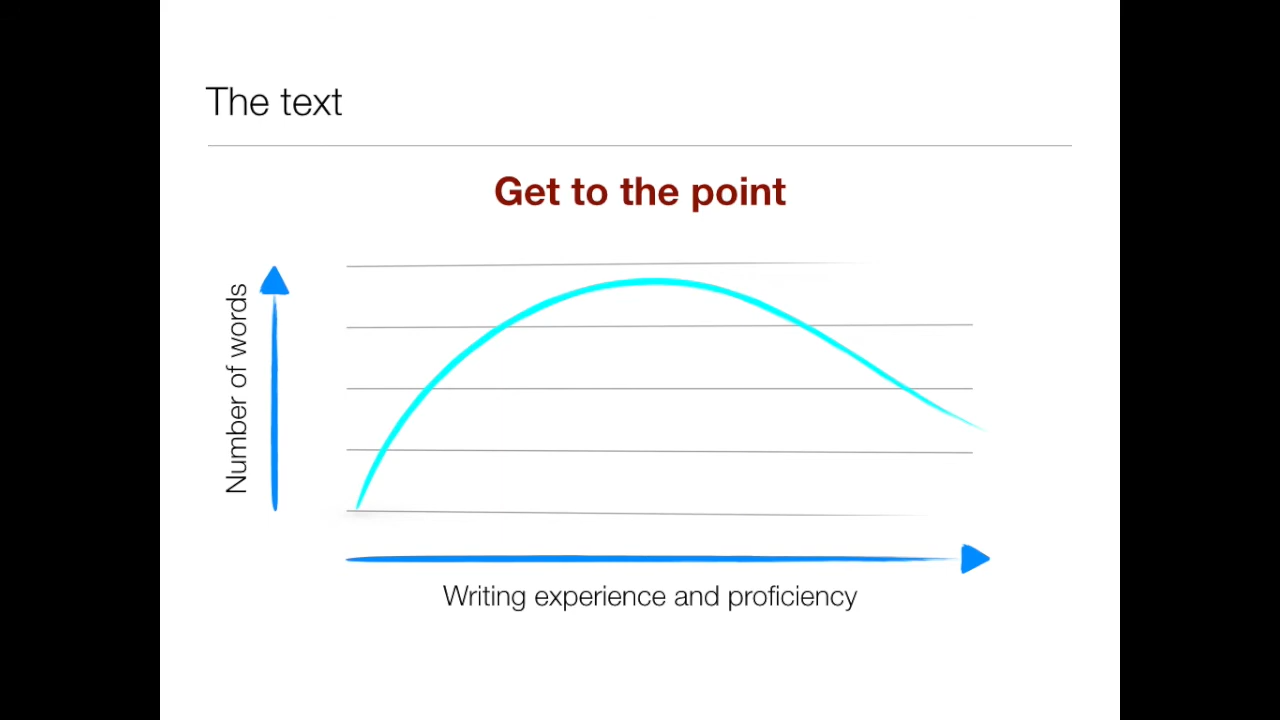 The text
Get to the point
Number of words
Writing experience and proficiency